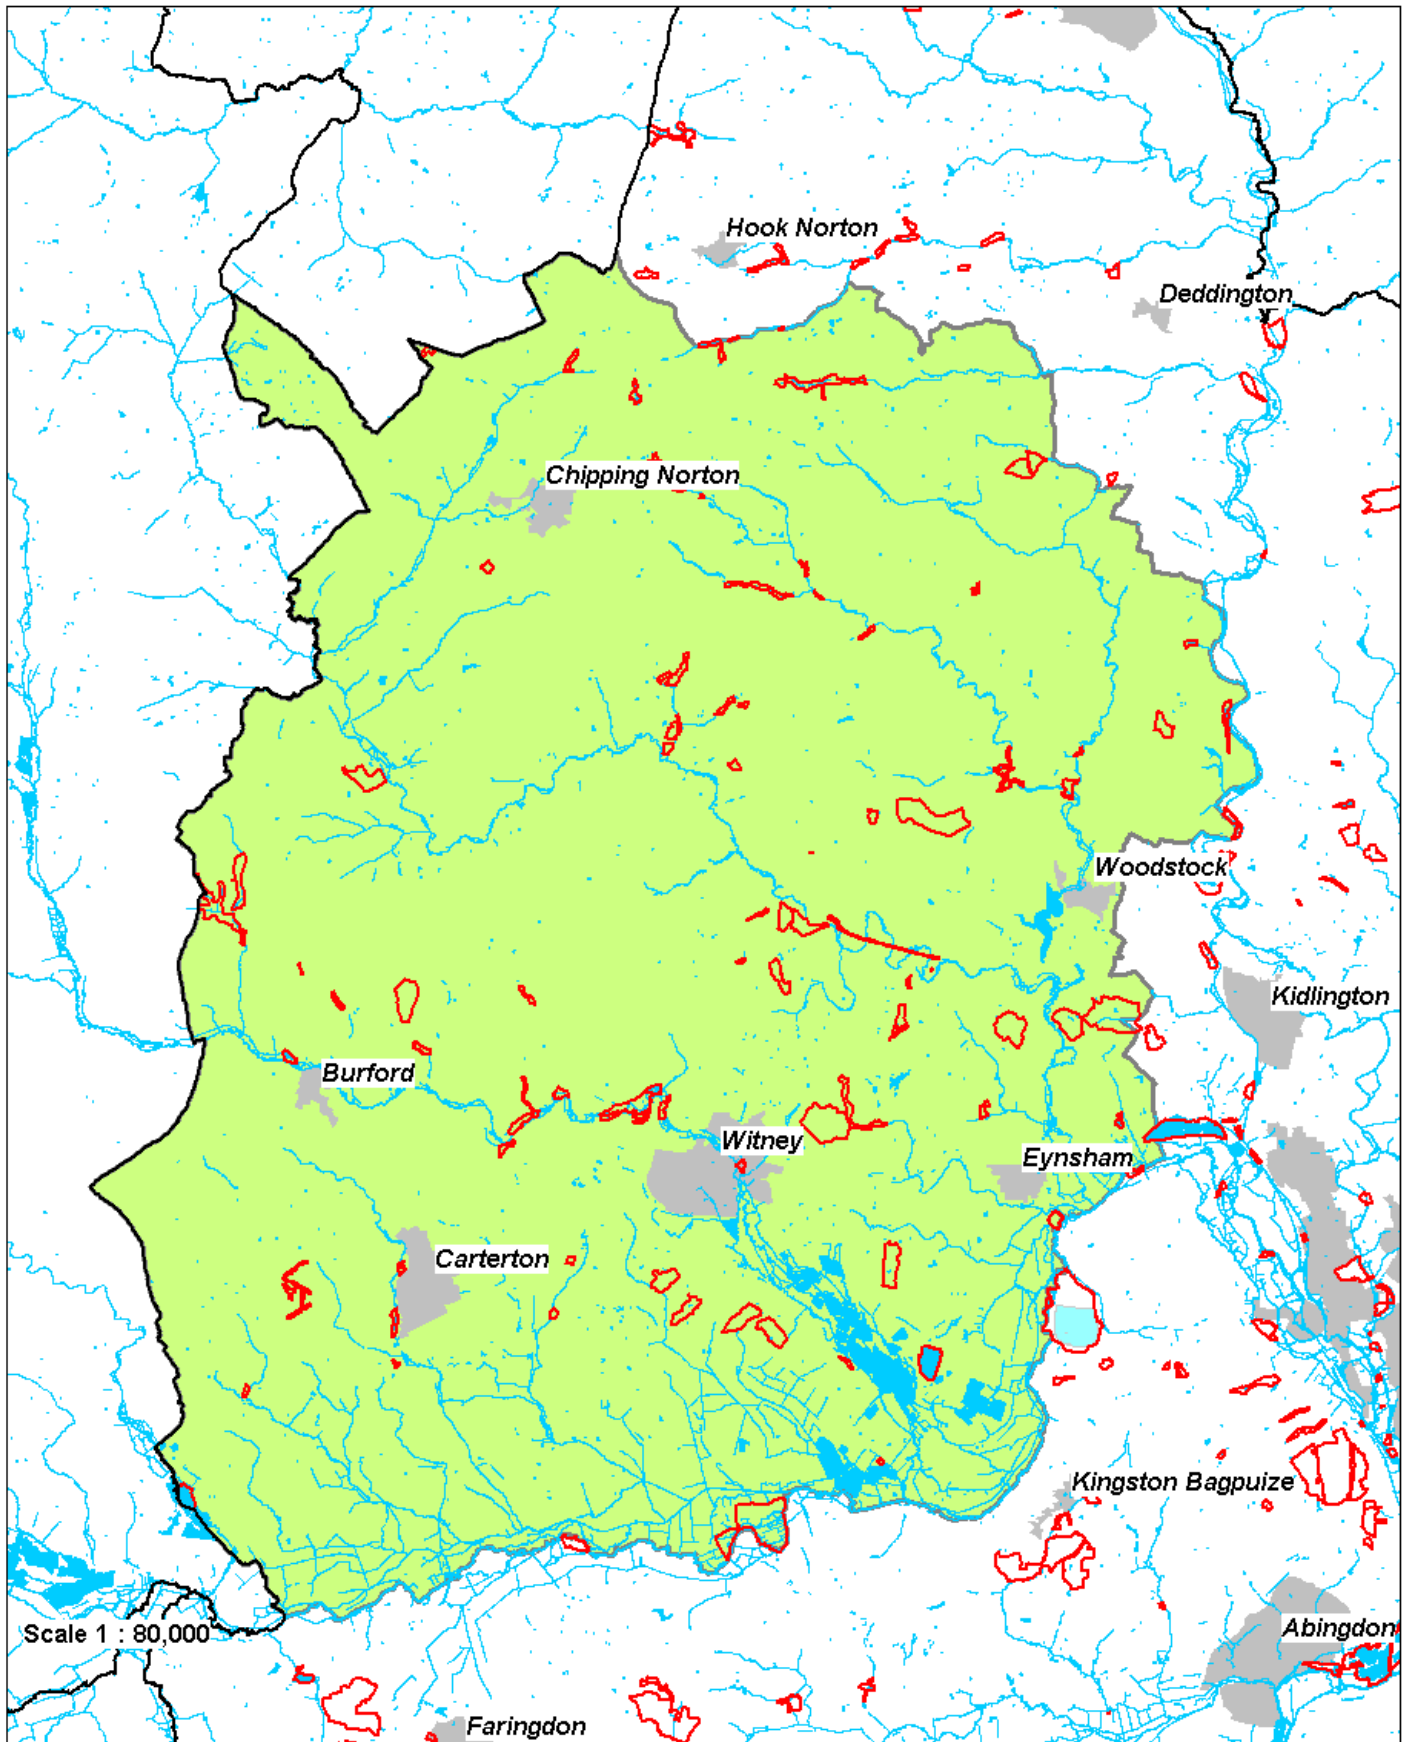 Hook Norton
Deddington
Chipping Norton
Woodstock
Kidlington
Burford
Witney
Eynsham
Carterton
Kingston Bagpuize
Abingdon
Scale 1 : 80,000
Faringdon